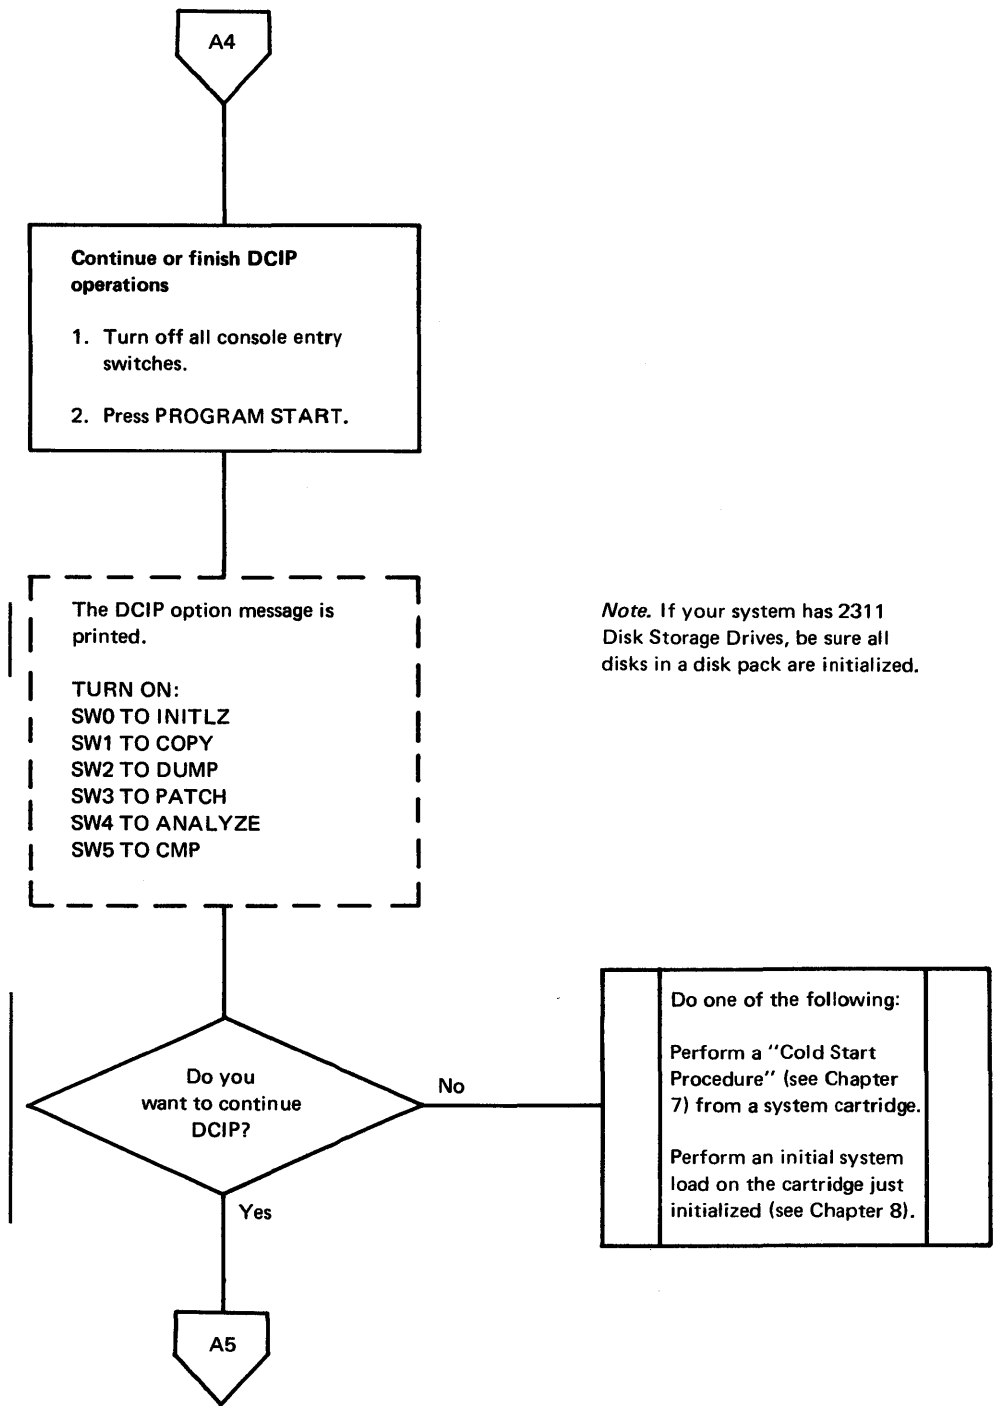 A4
Continue or finish DCIP
operations
1. Turn off all console entry
switches.
2. Press PROGRAM START.
The DCIP option message is
printed.
TURN ON:
SW0 TO INITLZ
SW1 TO COPY
SW2 TO DUMP
SW3 TO PATCH
SW4 TO ANALYZE
SW5 TO CMP
Note. If your system has 2311
Disk Storage Drives, be sure all
disks in a disk pack are initialized.
Do you
want to continue
DCIP?
No
Do one of the following:
Perform a "Cold Start
Procedure" (see Chapter
7) from a system cartridge.
Perform an initial system
load on the cartridge just
initialized (see Chapter 8).
Yes
A5